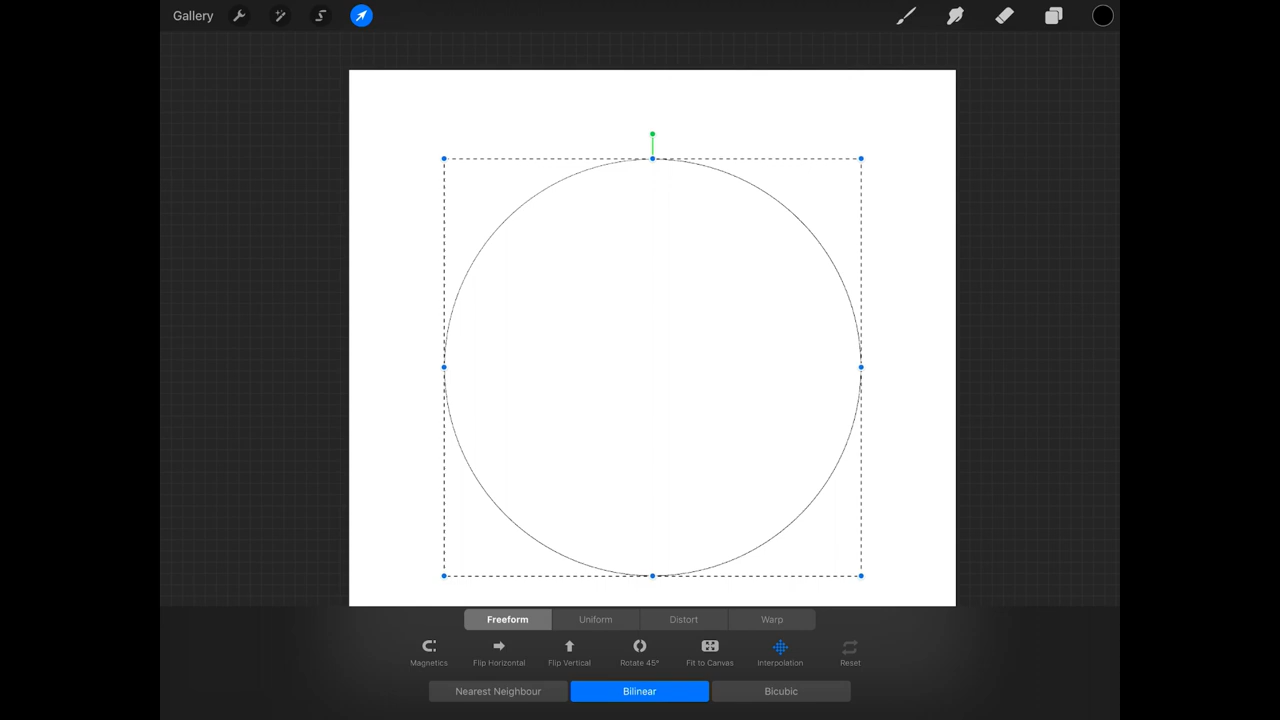 Gallery
Freeform Uniform Distort Warp
Magnetics Flip Horizontal Flip Vertical Rotate 45° Fit to Canvas Interpolation Reset
Nearest Neighbour Bilinear Bicubic